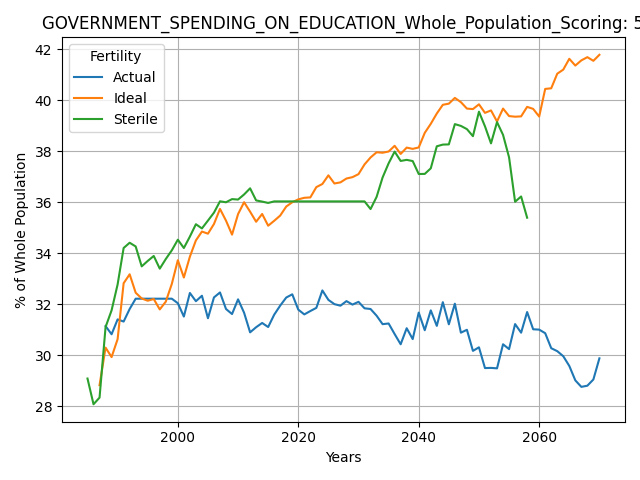 GOVERNMENT_SPENDING_ON_EDUCATION_Whole_Population_Scoring: 5
Fertility
Actual
Ideal
Sterile
% of Whole Population
42
40
38
36
34
32
30
28
2000
2020
2040
2060
Years